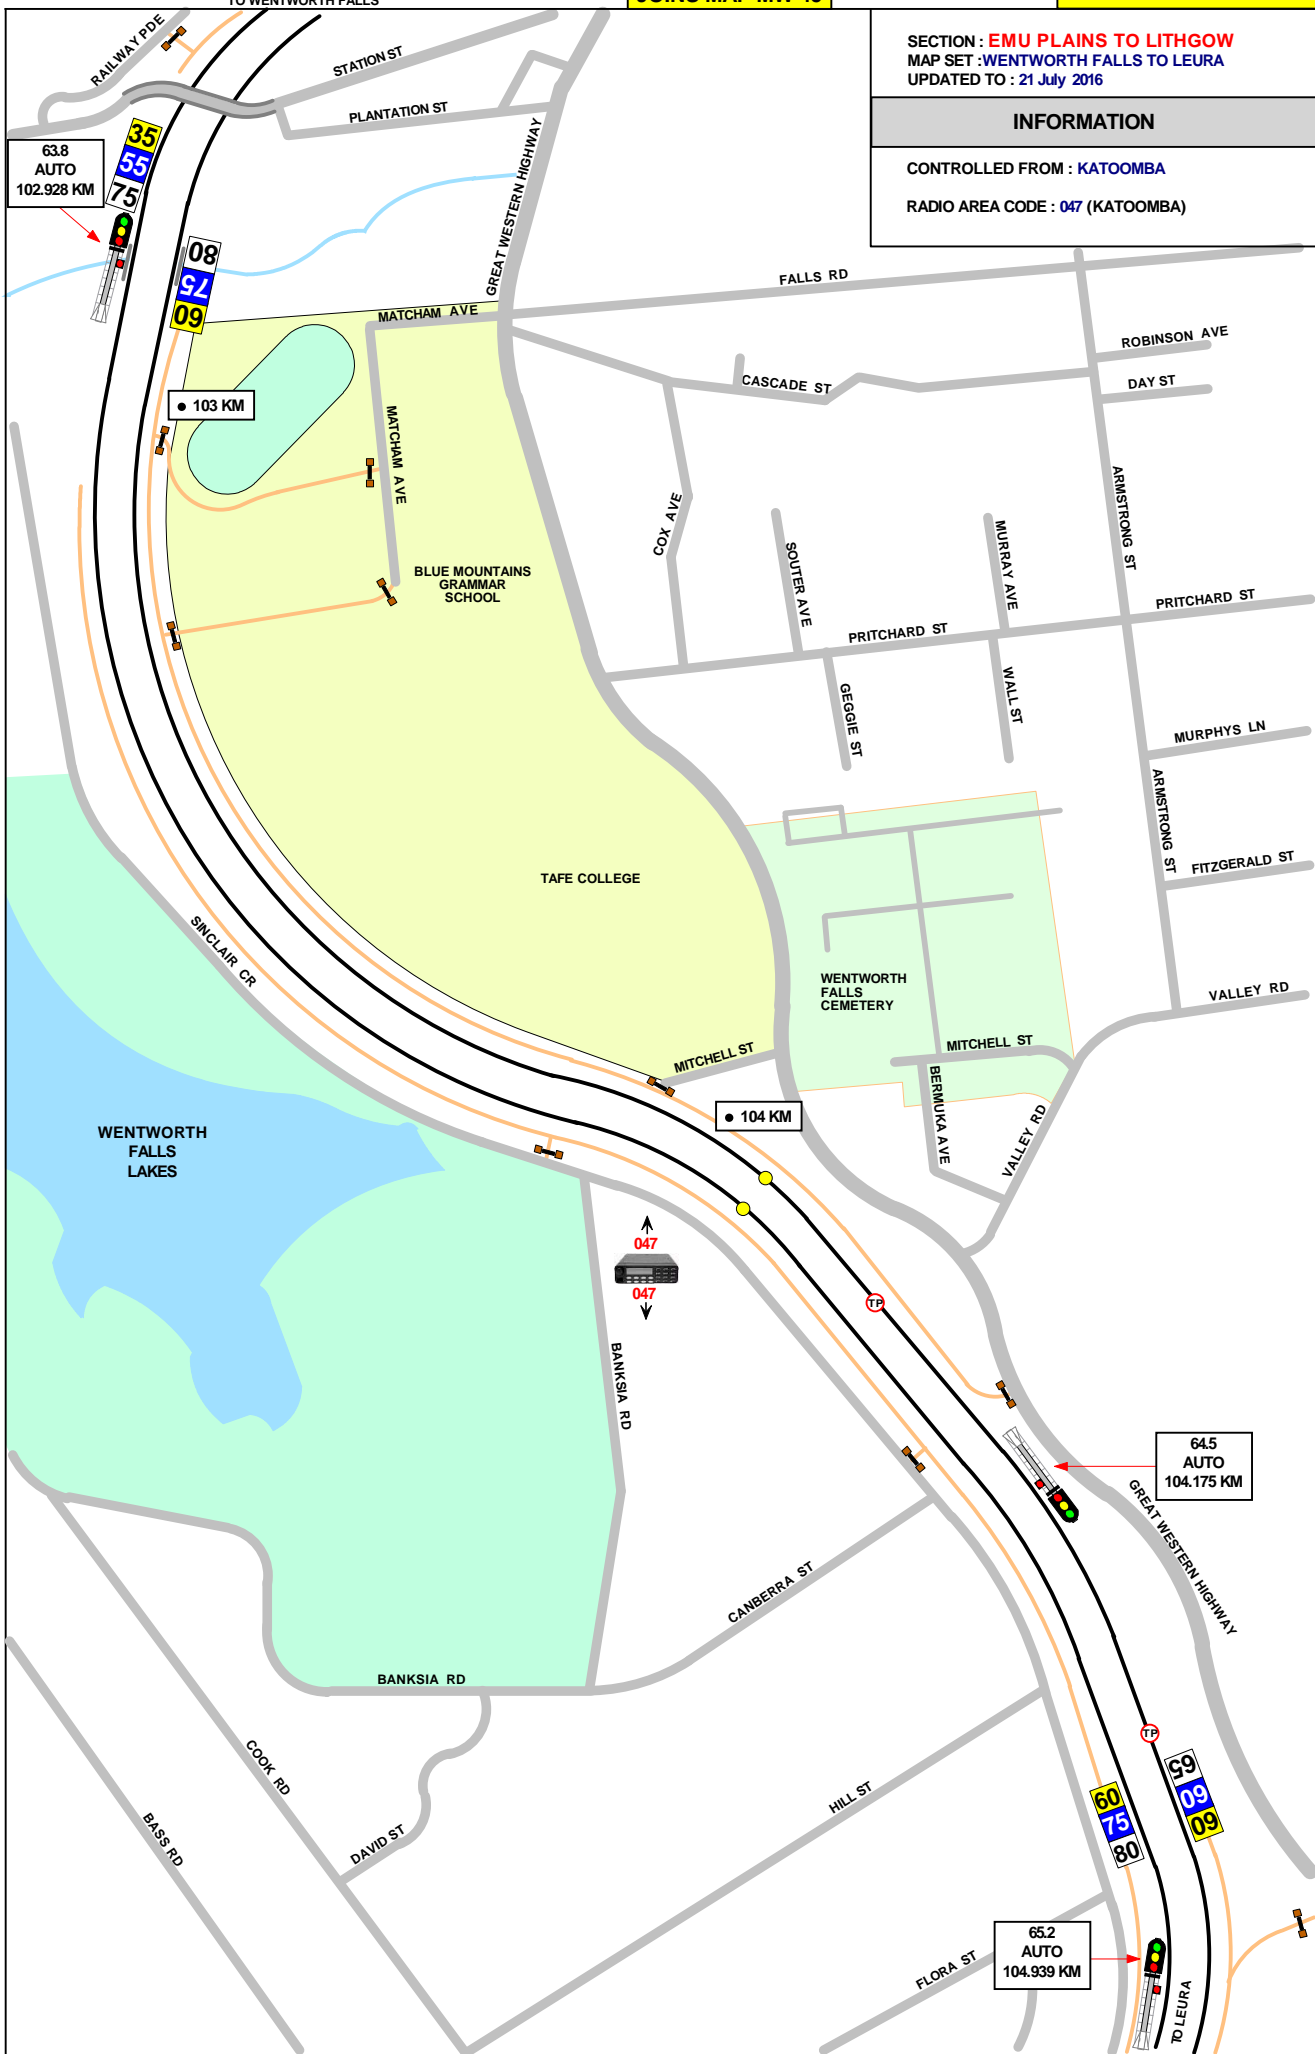 TO WENTWORTH FALLS
SECTION : EMU PLAINS TO LITHGOW
MAP SET :WENTWORTH FALLS TO LEURA
UPDATED TO : 21 July 2016
INFORMATION
CONTROLLED FROM : KATOOMBA
RADIO AREA CODE : 047 (KATOOMBA)
RAILWAY PDE
STATION ST
PLANTATION ST
GREAT WESTERN HIGHWAY
63.8
AUTO
102.928 KM
35
55
75
80
75
60
FALLS RD
MATCHAM AVE
ROBINSON AVE
CASCADE ST
DAY ST
• 103 KM
MATCHAM AVE
ARMSTRONG ST
COX AVE
SOUTER AVE
MURRAY AVE
BLUE MOUNTAINS
GRAMMAR
SCHOOL
PRITCHARD ST
PRITCHARD ST
GEGGIE ST
WALL ST
MURPHYS LN
ARMSTRONG ST
FITZGERALD ST
TAFE COLLEGE
SINCLAIR CR
WENTWORTH
FALLS
CEMETERY
VALLEY RD
MITCHELL ST
MITCHELL ST
BERMUKA AVE
VALLEY RD
• 104 KM
WENTWORTH
FALLS
LAKES
047
047
TP
BANKSIA RD
64.5
AUTO
104.175 KM
GREAT WESTERN HIGHWAY
CANBERRA ST
BANKSIA RD
COOK RD
TP
65
60
60
60
75
80
HILL ST
BASS RD
DAVID ST
65.2
AUTO
104.939 KM
FLORA ST
TO LEURA